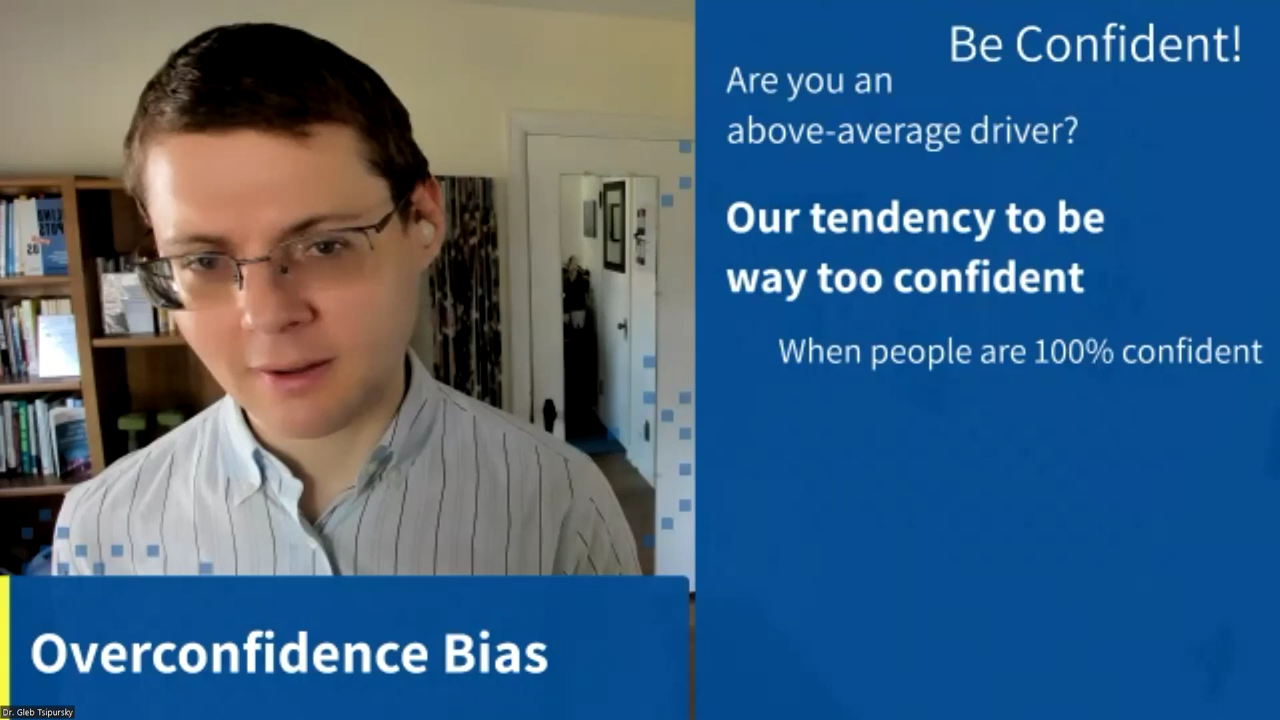 Be Confident!
Are you an
above-average driver?
Our tendency to be
way too confident
When people are 100% confident
Overconfidence Bias
Dr. Gleb Tsipursky